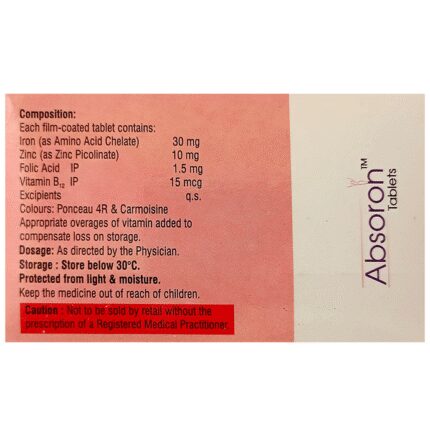 Composition:
Each film-coated tablet contains:
Iron (as Amino Acid Chelate) 30 mg
Zinc (as Zinc Picolinate) 10 mg
Folic Acid IP 1.5 mg
Vitamin B12 IP 15 mcg
Excipients q.s.
Colours: Ponceau 4R & Carmoisine
Appropriate overages of vitamin added to
compensate loss on storage.
Dosage: As directed by the Physician.
Storage : Store below 30°C.
Protected from light & moisture.
Keep the medicine out of reach of children.
Caution : Not to be sold by retail without the
prescription of a Registered Medical Practitioner.
Absoron™
Tablets